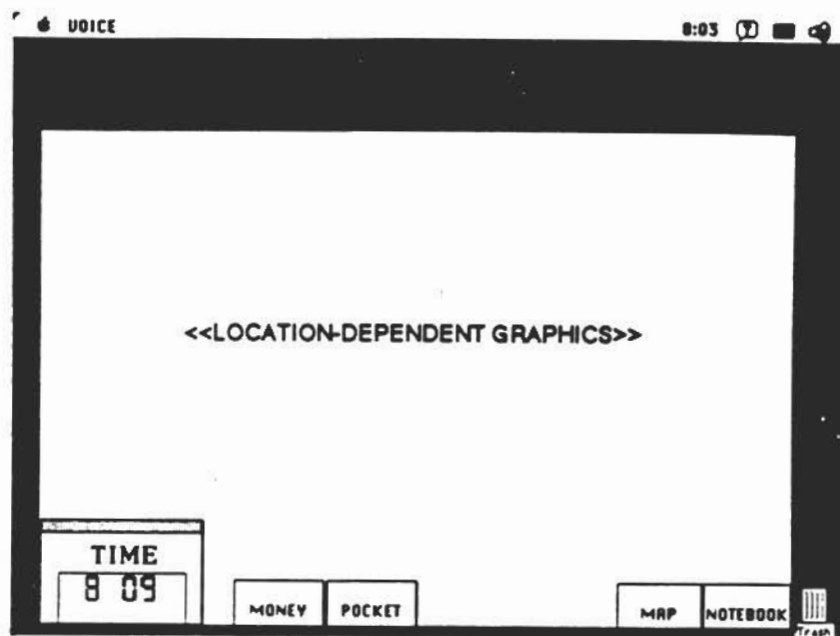 VOICE 8:03
<<LOCATION-DEPENDENT GRAPHICS>>
TIME
8 09
MONEY POCKET MAP NOTEBOOK
Trash